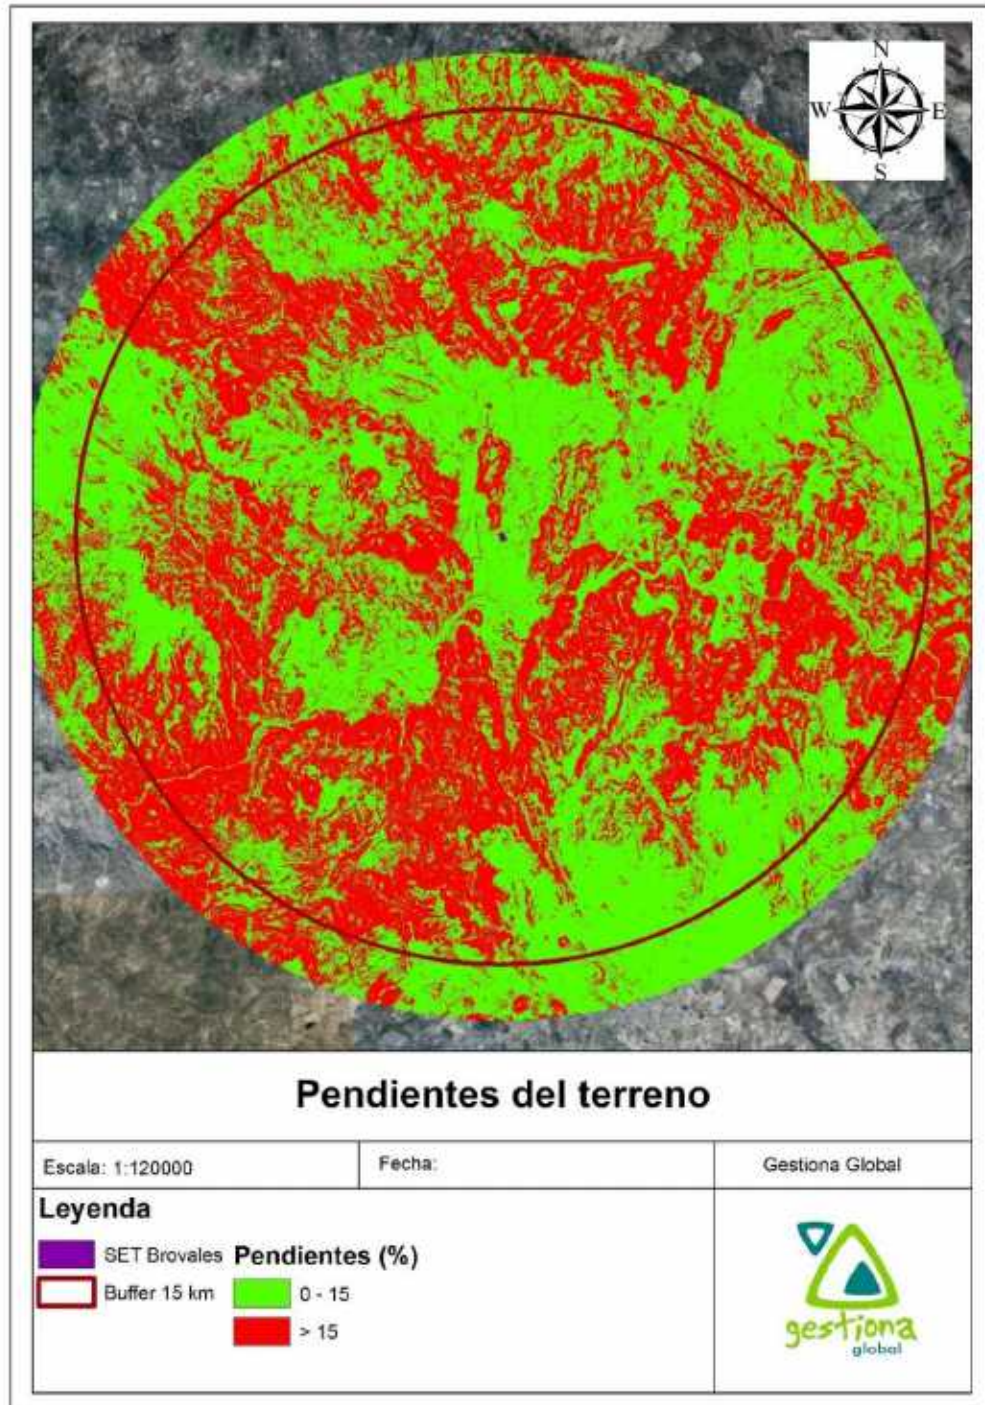 N
W E
S
Pendientes del terreno
Escala: 1:120000
Fecha:
Gestiona Global
Leyenda
SET Brovales
Buffer 15 km
Pendientes (%)
0 - 15
> 15
gestiona
global